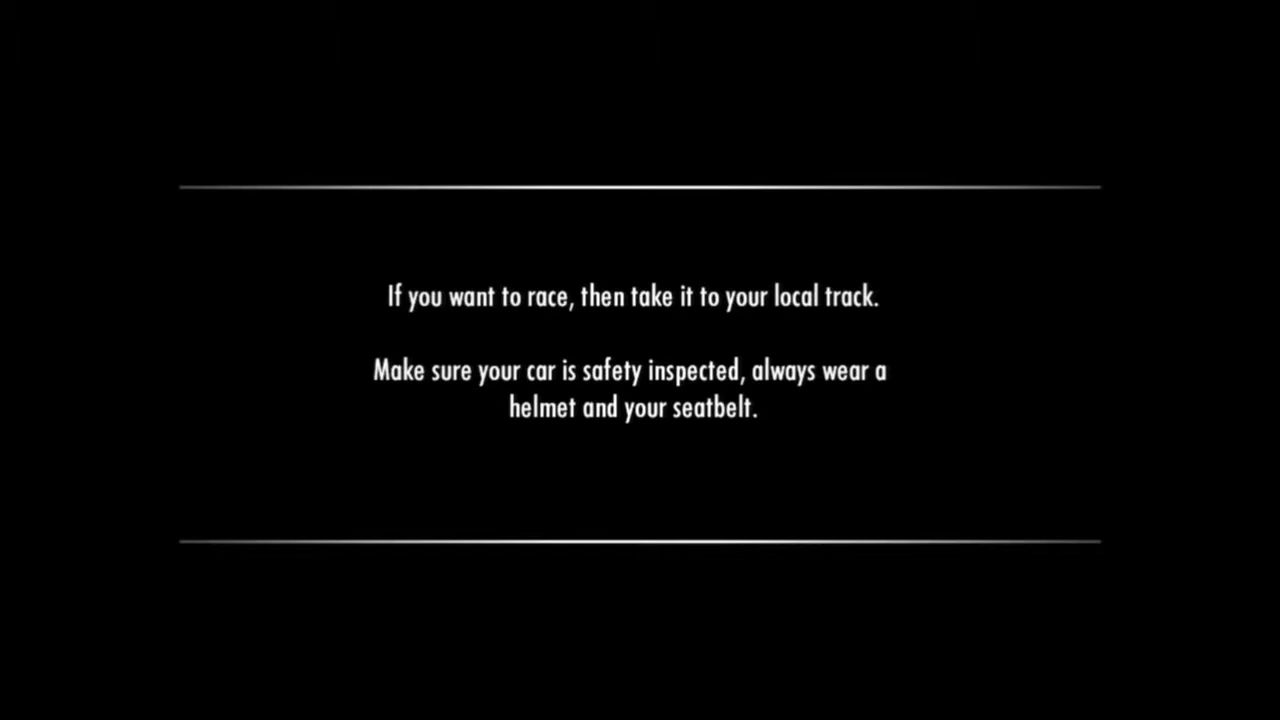 If you want to race, then take it to your local track.
Make sure your car is safety inspected, always wear a
helmet and your seatbelt.